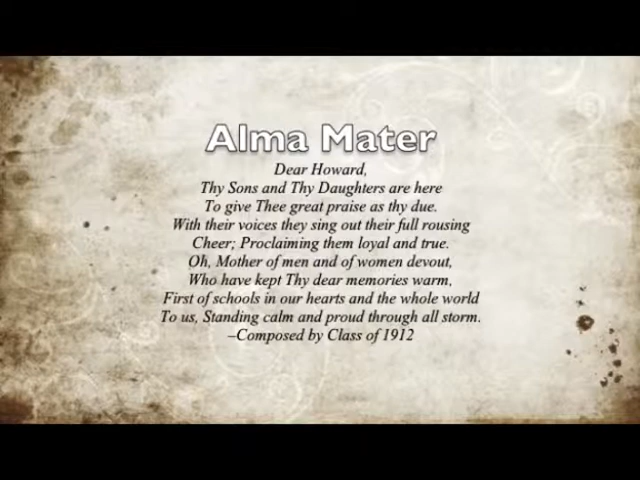 Alma Mater
Dear Howard,
Thy Sons and Thy Daughters are here
To give Thee great praise as thy due.
With their voices they sing out their full rousing
Cheer; Proclaiming them loyal and true.
Oh, Mother of men and of women devout,
Who have kept Thy dear memories warm,
First of schools in our hearts and the whole world
To us, Standing calm and proud through all storm.
–Composed by Class of 1912